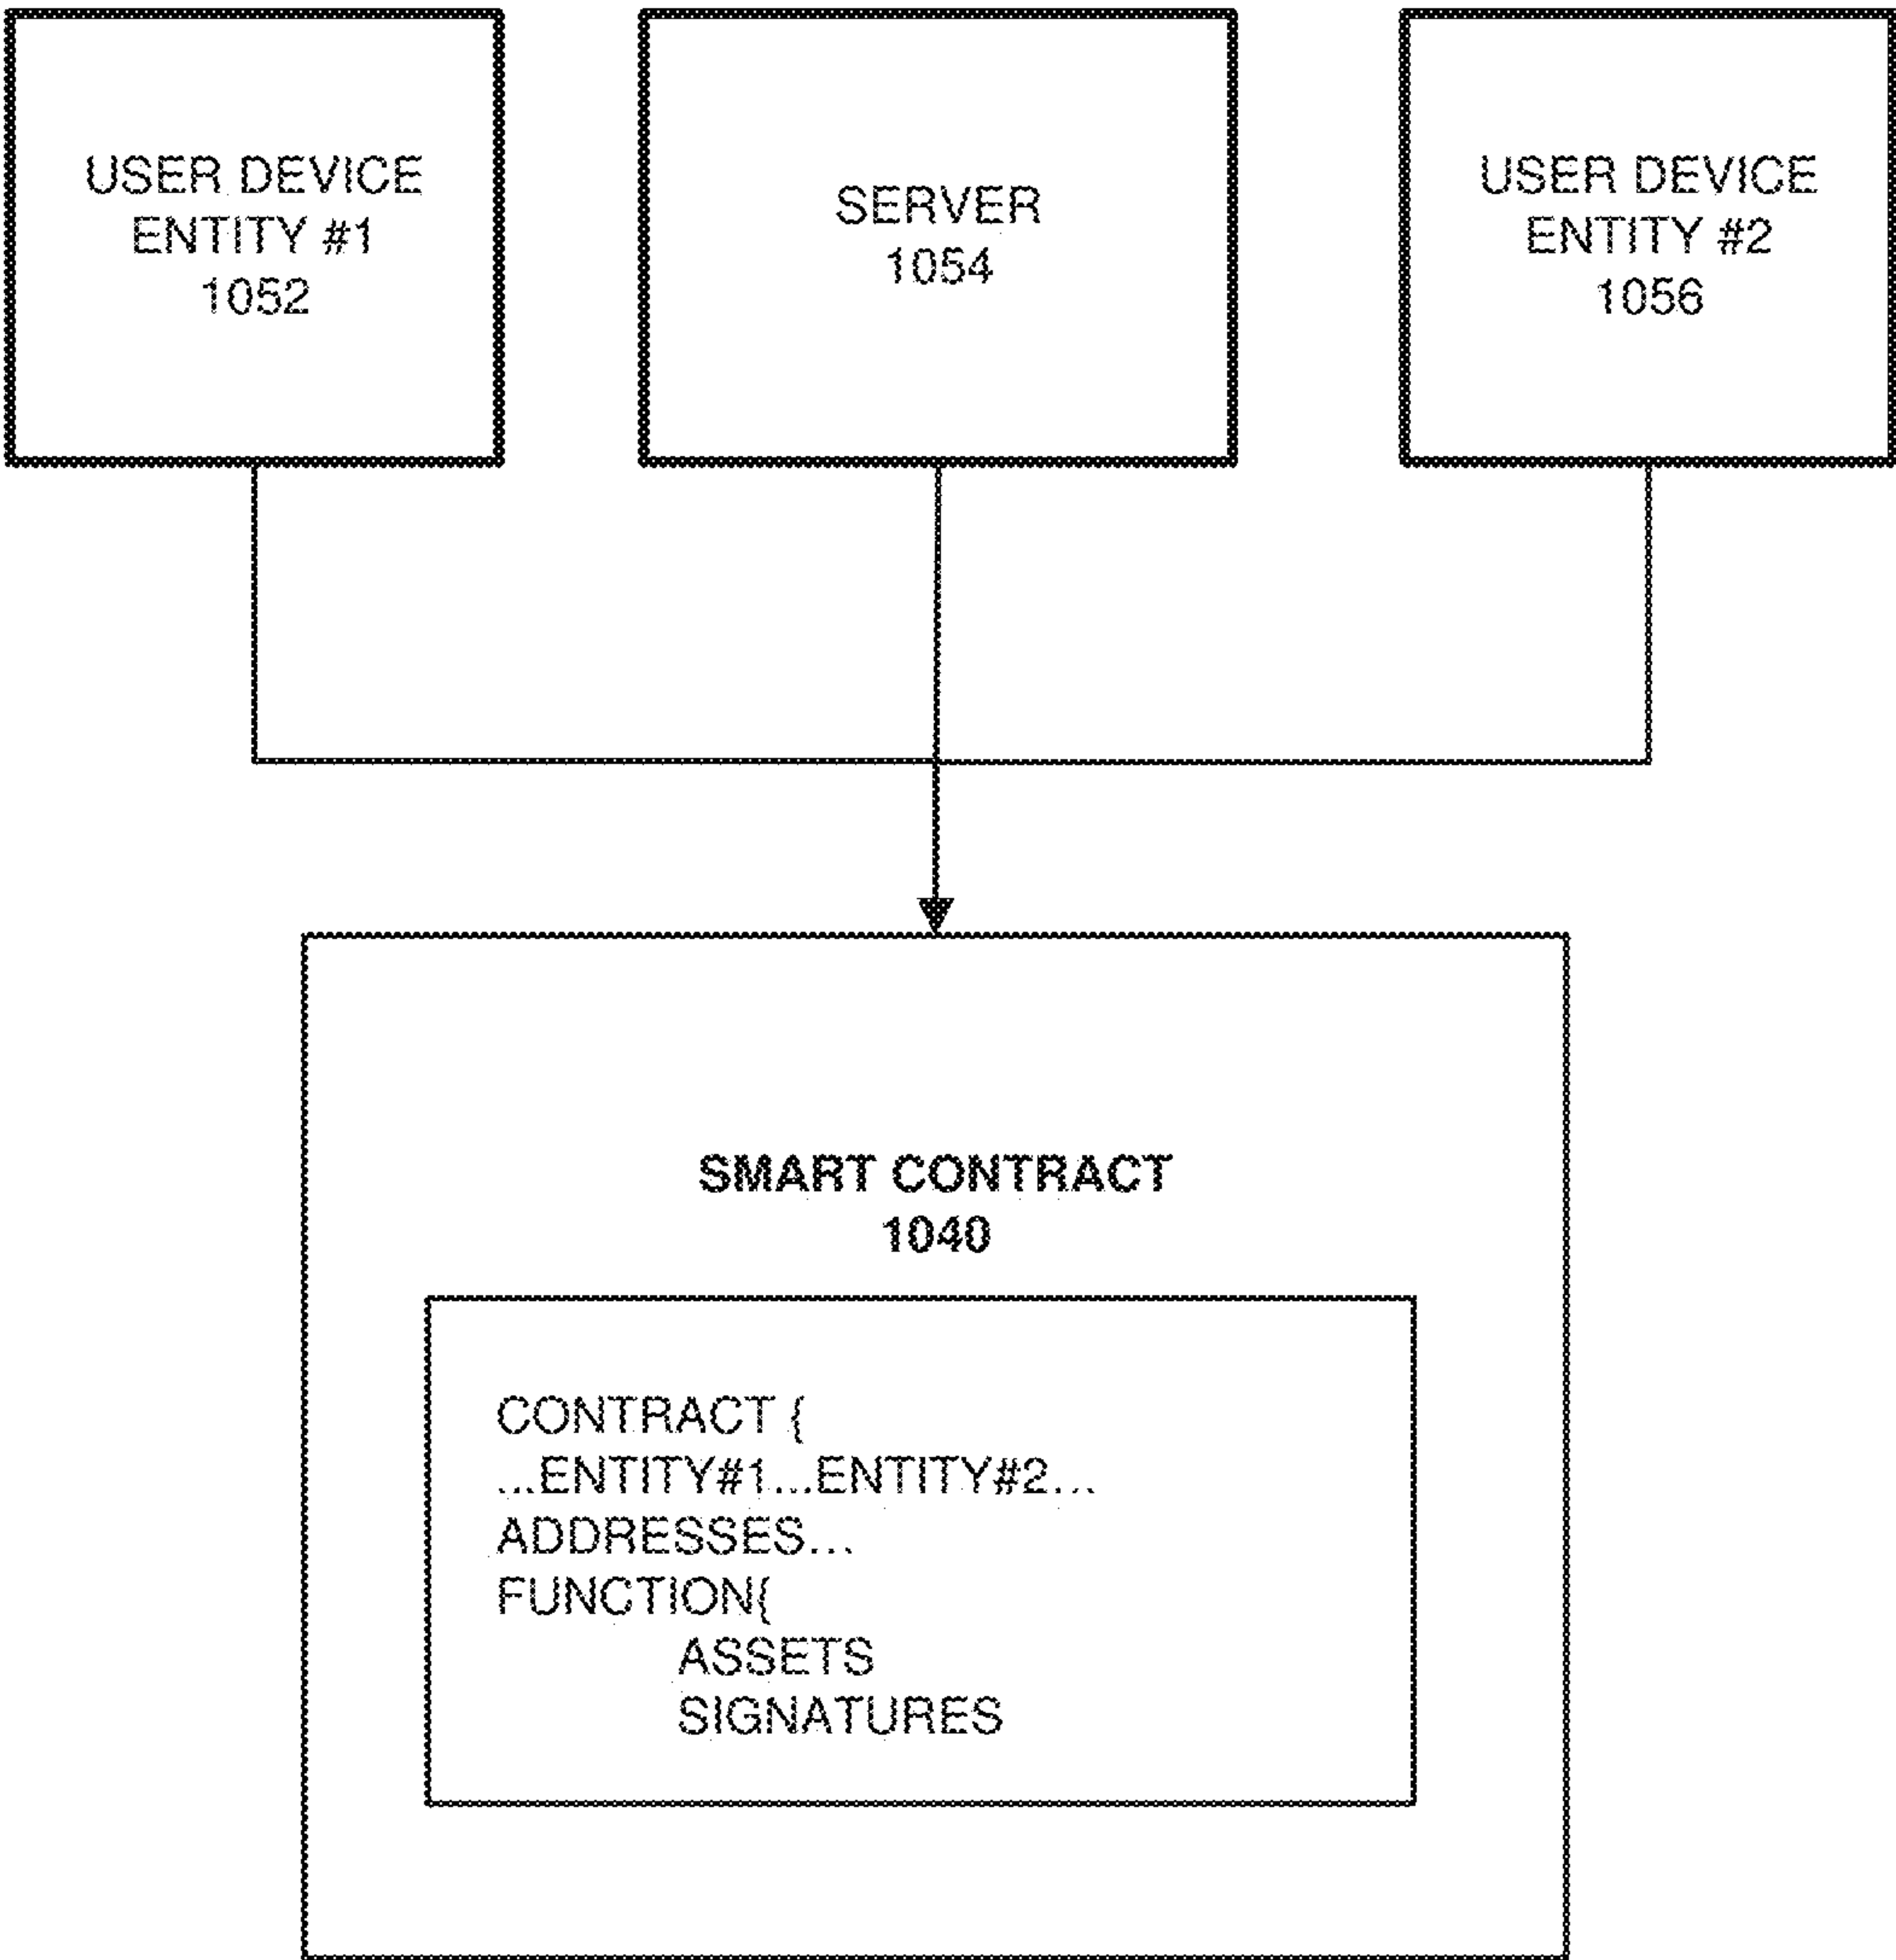 USER DEVICE
ENTITY #1
1052
SERVER
1054
USER DEVICE
ENTITY #2
1056
SMART CONTRACT
1040
CONTRACT {
...ENTITY#1...ENTITY#2...
ADDRESSES...
FUNCTION{
ASSETS
SIGNATURES